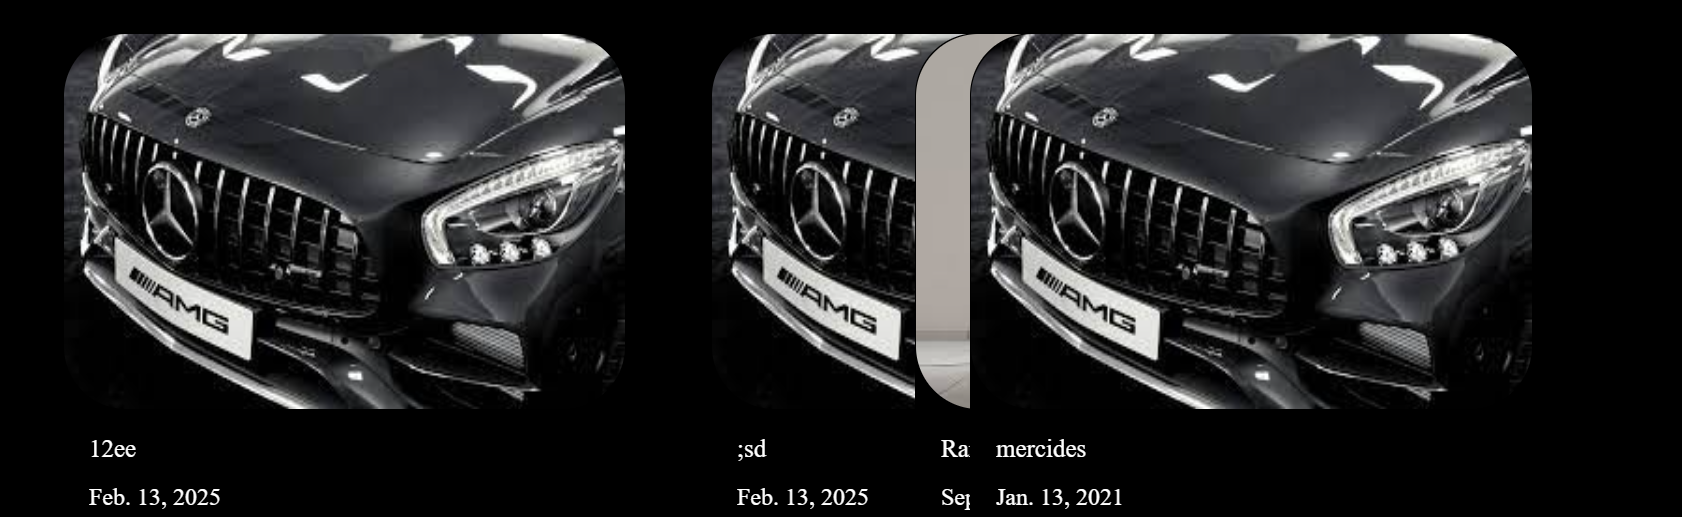 AMG
AMG
AMG
12ee
;sd
mercides
Feb. 13, 2025
Feb. 13, 2025
Jan. 13, 2021